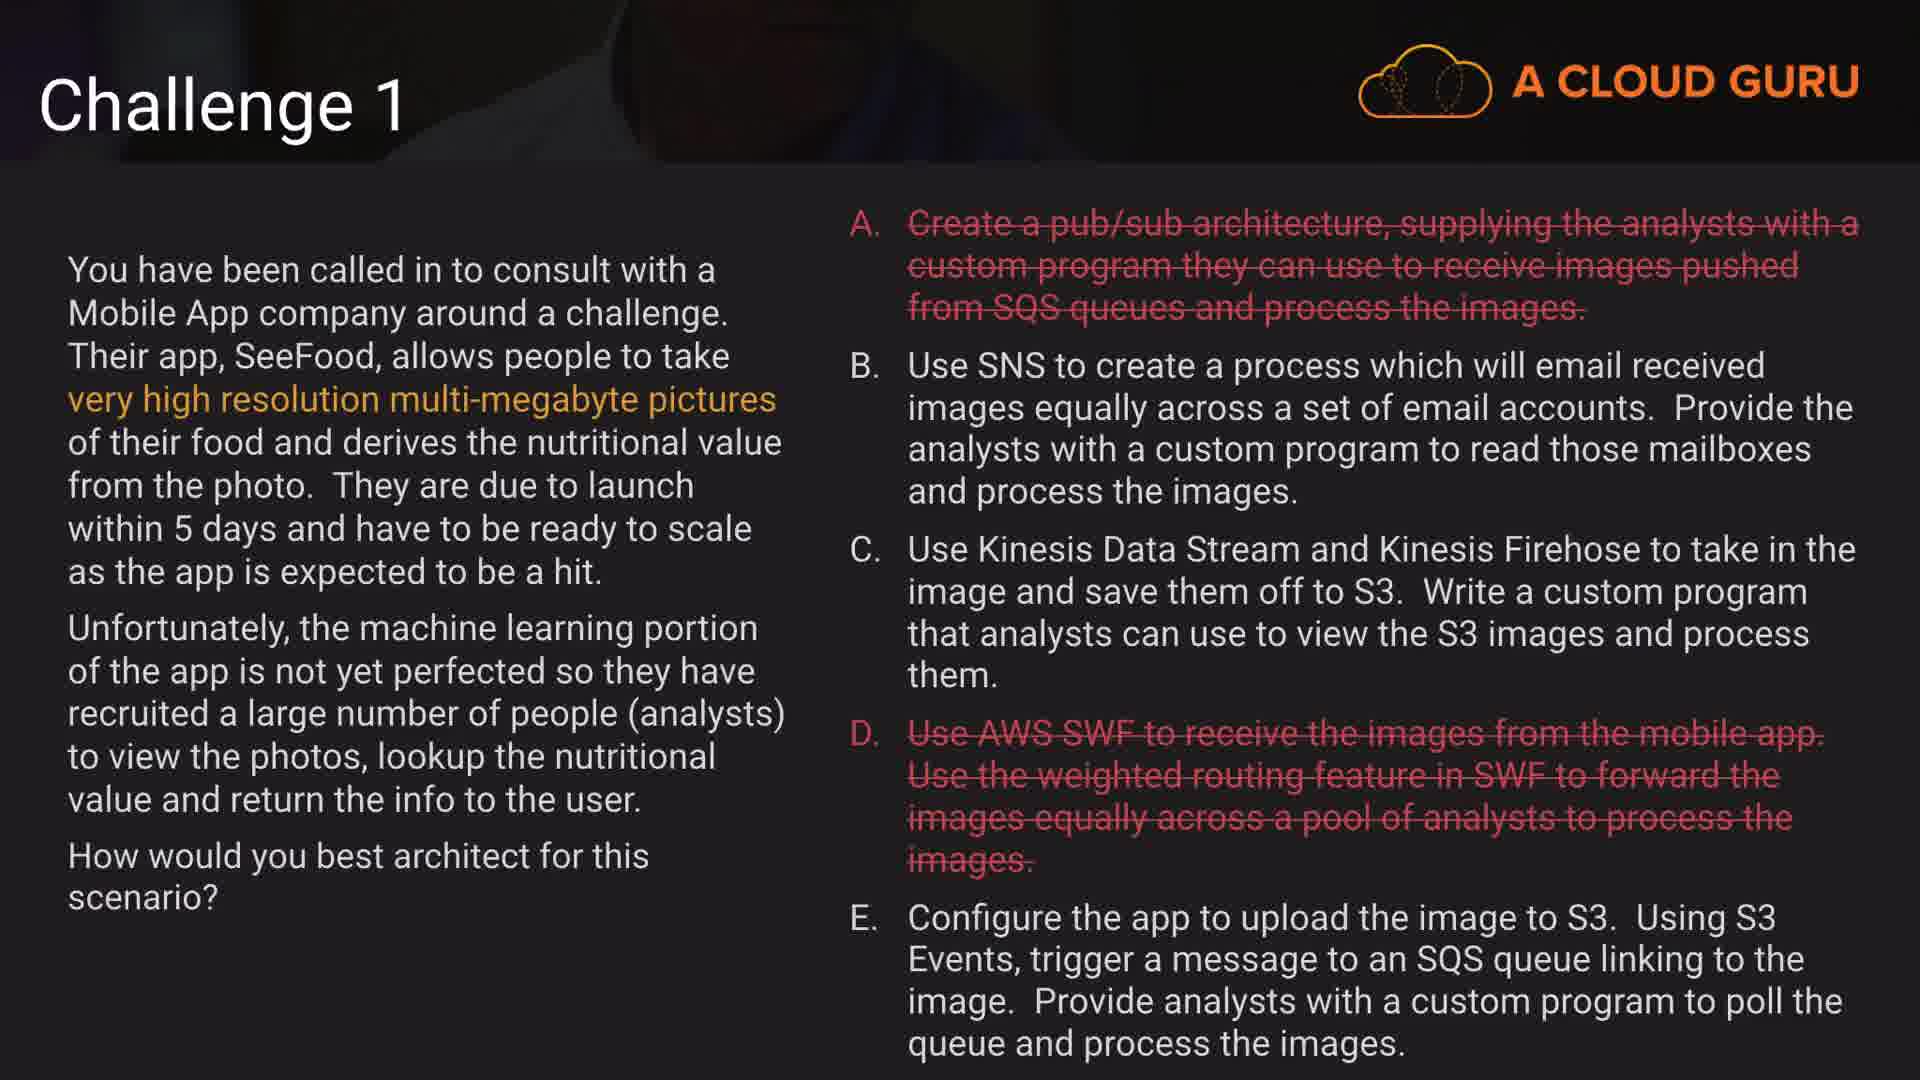 Challenge 1
A CLOUD GURU
You have been called in to consult with a
Mobile App company around a challenge.
Their app, SeeFood, allows people to take
very high resolution multi-megabyte pictures
of their food and derives the nutritional value
from the photo.  They are due to launch
within 5 days and have to be ready to scale
as the app is expected to be a hit.
Unfortunately, the machine learning portion
of the app is not yet perfected so they have
recruited a large number of people (analysts)
to view the photos, lookup the nutritional
value and return the info to the user.
How would you best architect for this
scenario?
A. Create a pub/sub architecture, supplying the analysts with a
custom program they can use to receive images pushed
from SQS queues and process the images.
B. Use SNS to create a process which will email received
images equally across a set of email accounts.  Provide the
analysts with a custom program to read those mailboxes
and process the images.
C. Use Kinesis Data Stream and Kinesis Firehose to take in the
image and save them off to S3.  Write a custom program
that analysts can use to view the S3 images and process
them.
D. Use AWS SWF to receive the images from the mobile app.
Use the weighted routing feature in SWF to forward the
images equally across a pool of analysts to process the
images.
E. Configure the app to upload the image to S3.  Using S3
Events, trigger a message to an SQS queue linking to the
image.  Provide analysts with a custom program to poll the
queue and process the images.